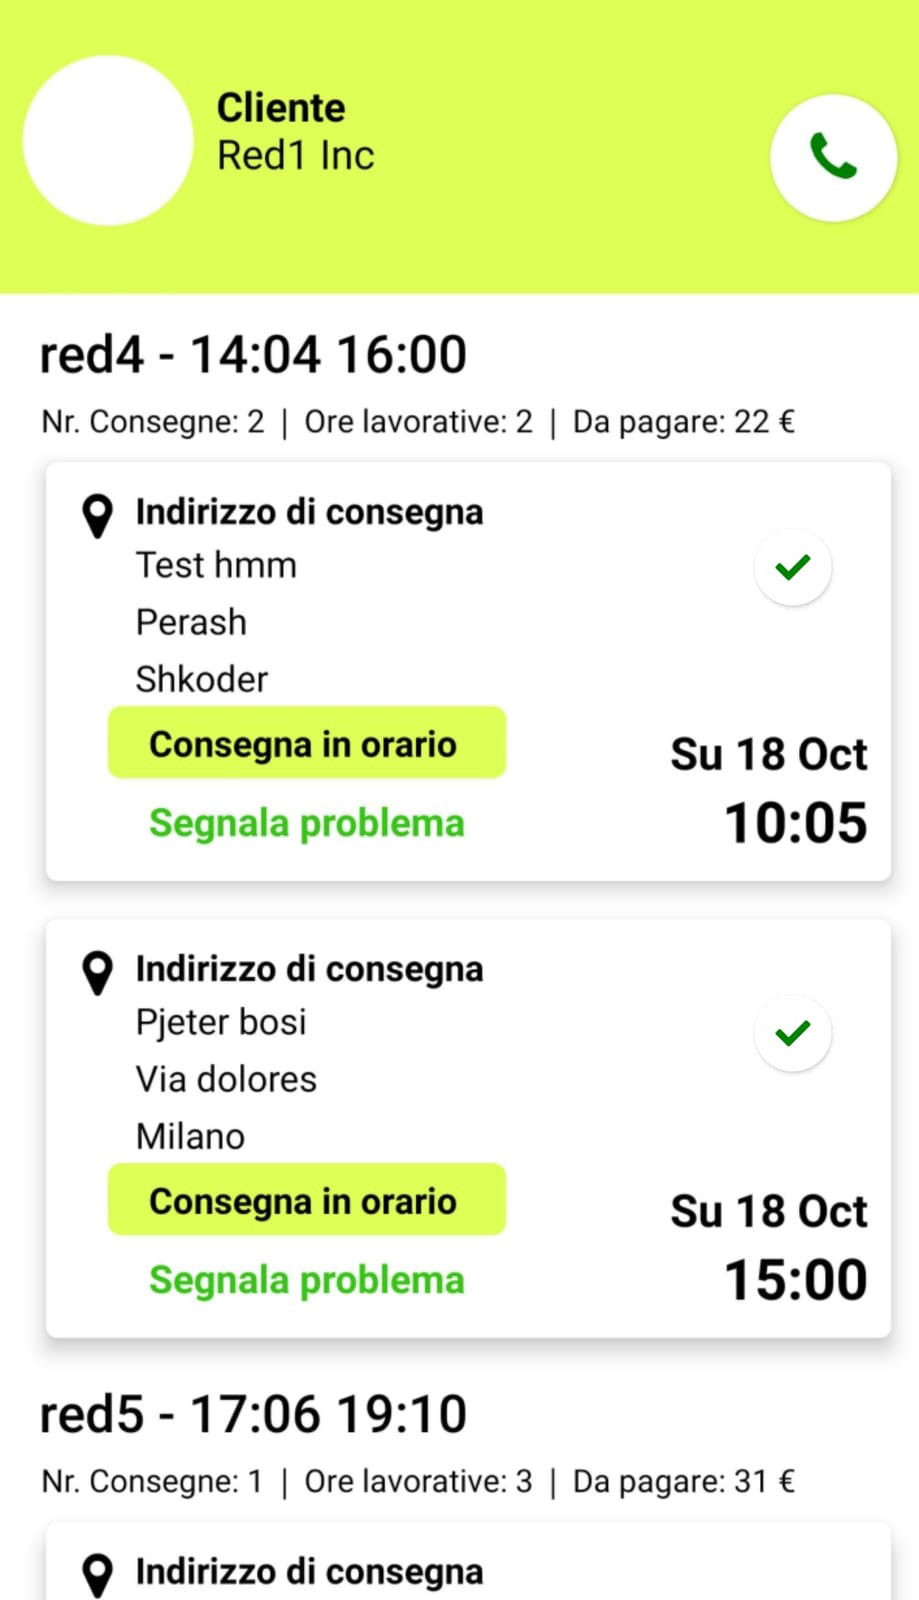 Cliente
Red1 Inc
red4 - 14:04 16:00
Nr. Consegne: 2 | Ore lavorative: 2 | Da pagare: 22 €
Indirizzo di consegna
Test hmm
Perash
Shkoder
Consegna in orario
Su 18 Oct
Segnala problema
10:05
Indirizzo di consegna
Pjeter bosi
Via dolores
Milano
Consegna in orario
Su 18 Oct
Segnala problema
15:00
red5 - 17:06 19:10
Nr. Consegne: 1 | Ore lavorative: 3 | Da pagare: 31 €
Indirizzo di consegna